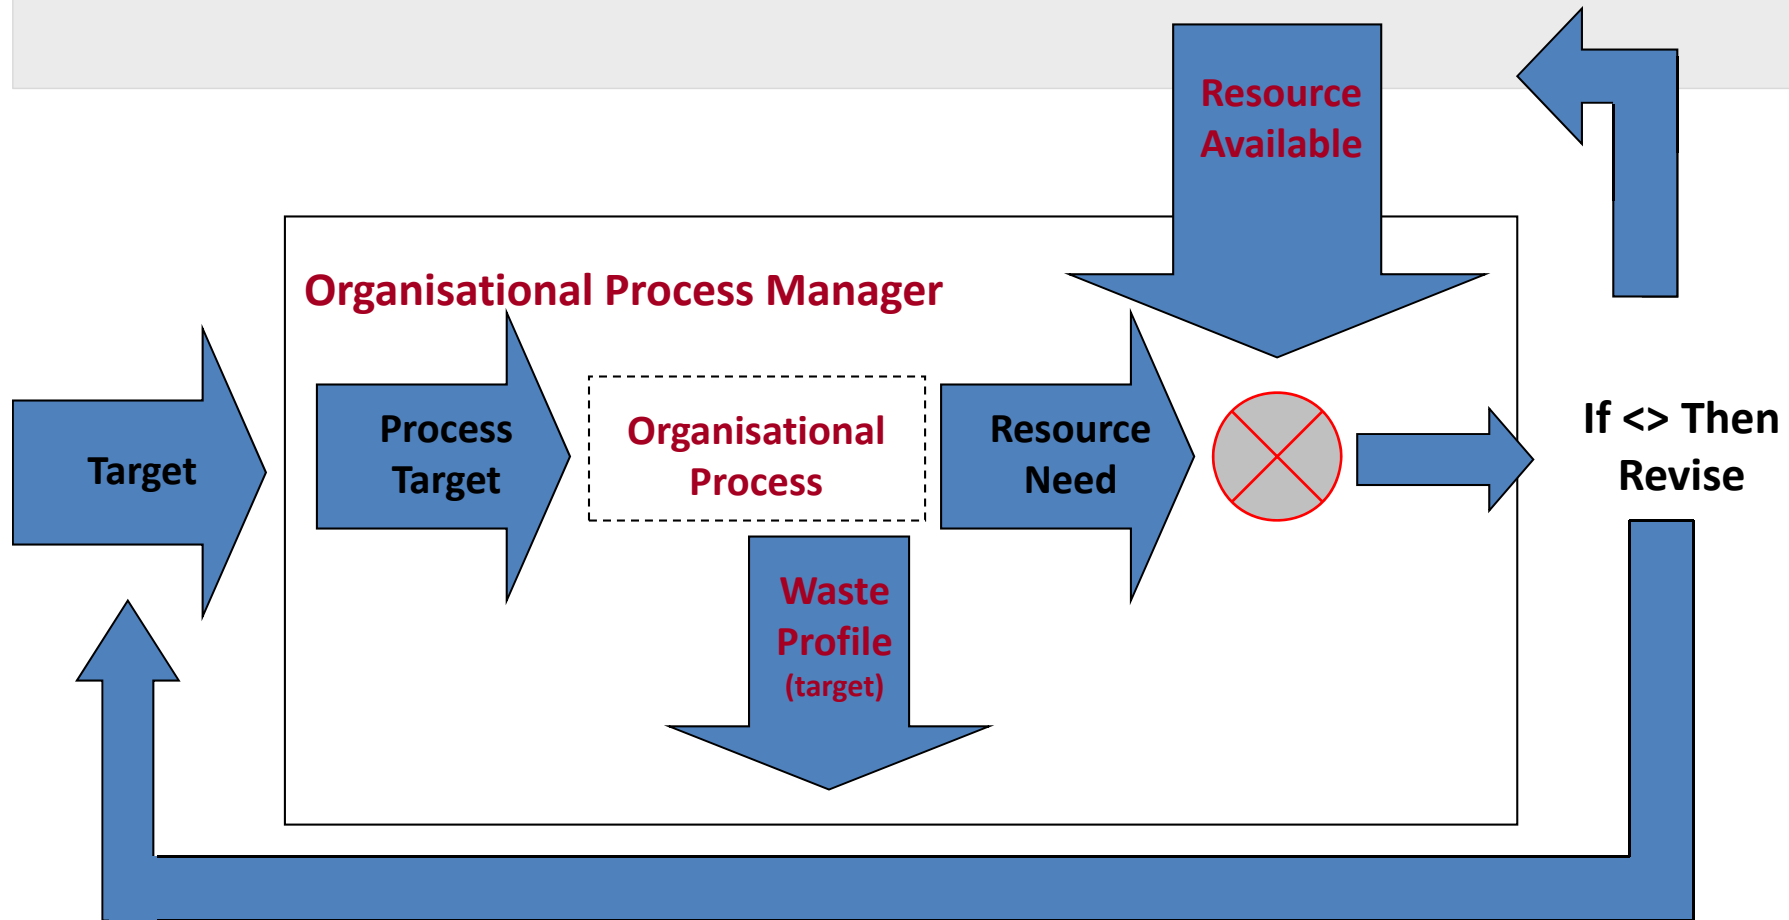 Resource
Available
Organisational Process Manager
Target
Process
Target
Organisational
Process
Resource
Need
If <> Then
Revise
Waste
Profile
(target)